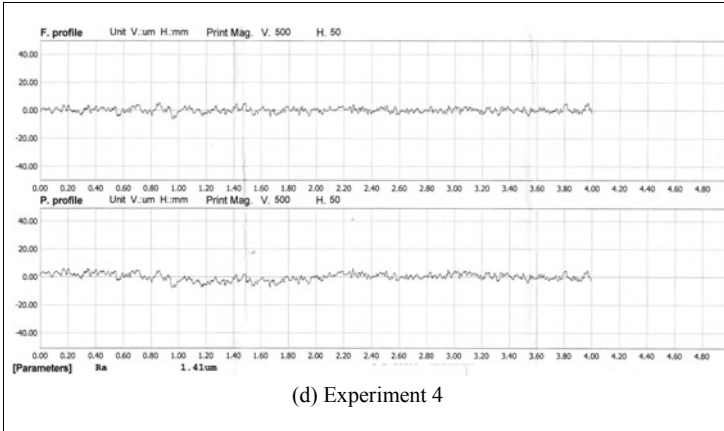 F. profile Unit V.:um H.:mm Print Mag. V. 500 H. 50
40.00
20.00
0.00
-20.00
-40.00
0.00 0.20 0.40 0.60 0.80 1.00 1.20 1.40 1.60 1.80 2.00 2.20 2.40 2.60 2.80 3.00 3.20 3.40 3.60 3.80 4.00 4.20 4.40 4.60 4.80
P. profile Unit V.:um H.:mm Print Mag. V. 500 H. 50
40.00
20.00
0.00
-20.00
-40.00
0.00 0.20 0.40 0.60 0.80 1.00 1.20 1.40 1.60 1.80 2.00 2.20 2.40 2.60 2.80 3.00 3.20 3.40 3.60 3.80 4.00 4.20 4.40 4.60 4.80
[Parameters] Ra 1.41um
(d) Experiment 4